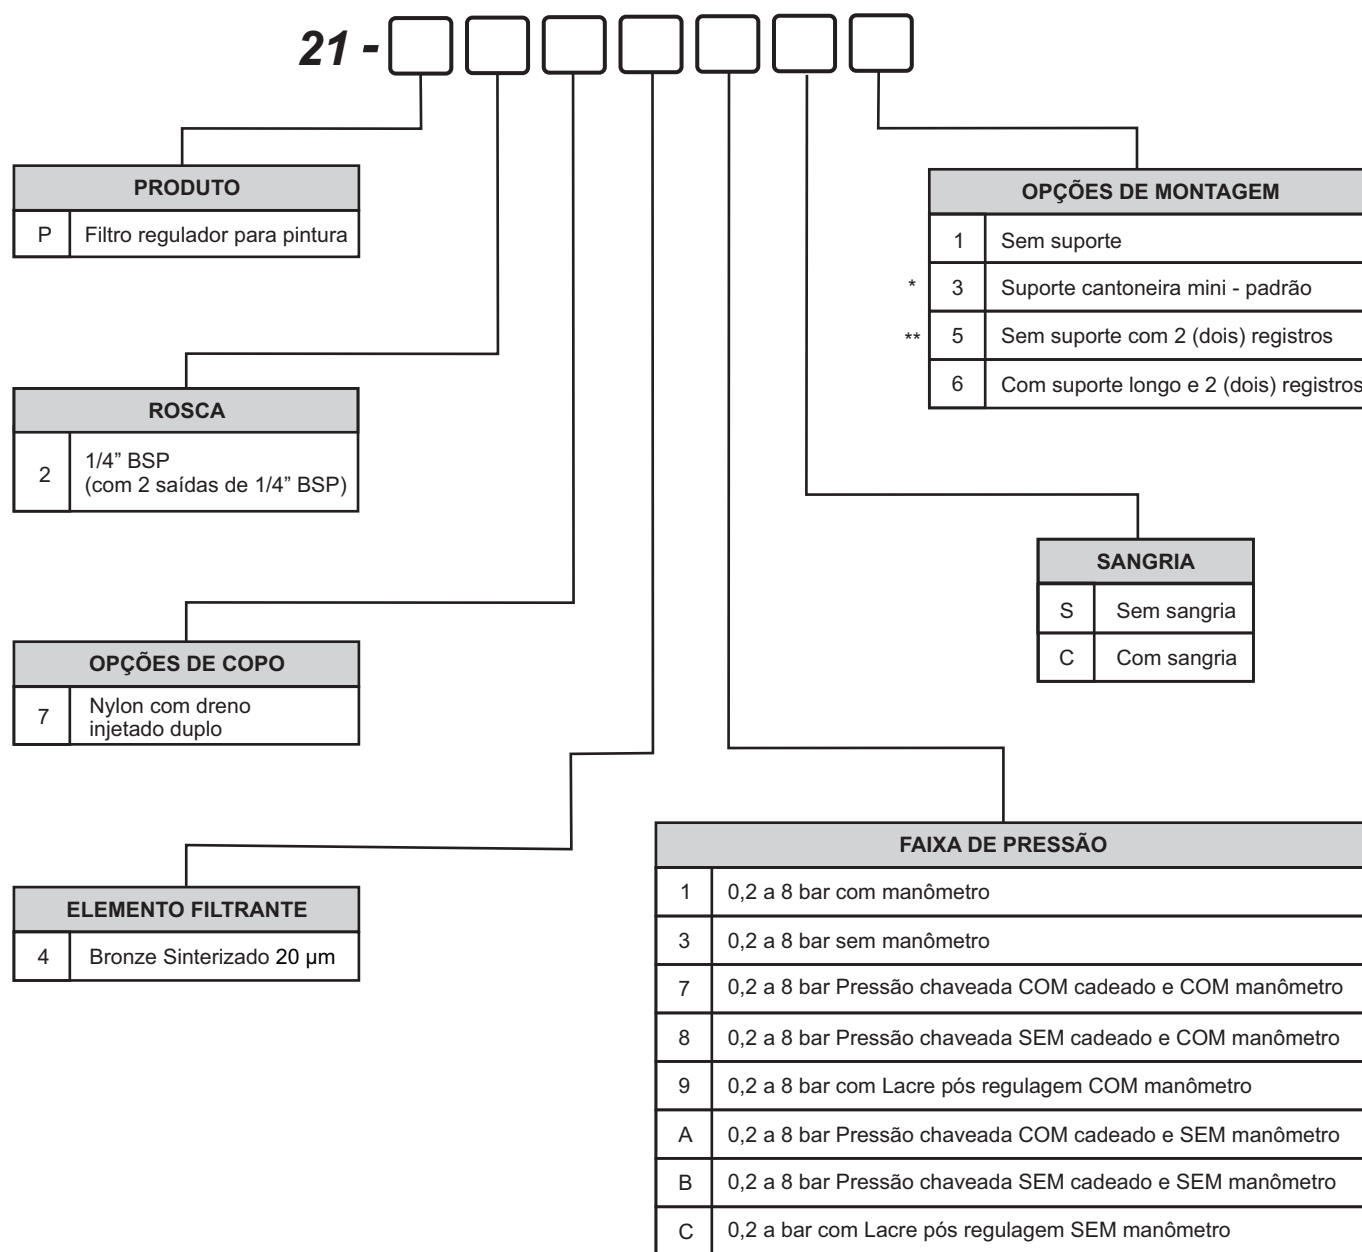 21 -
PRODUTO
P Filtro regulador para pintura
ROSCA
2 1/4” BSP
(com 2 saídas de 1/4” BSP)
OPÇÕES DE COPO
7 Nylon com dreno
injetado duplo
ELEMENTO FILTRANTE
4 Bronze Sinterizado 20 µm
OPÇÕES DE MONTAGEM
1 Sem suporte
* 3 Suporte cantoneira mini - padrão
** 5 Sem suporte com 2 (dois) registros
6 Com suporte longo e 2 (dois) registros
SANGRIA
S Sem sangria
C Com sangria
FAIXA DE PRESSÃO
1 0,2 a 8 bar com manômetro
3 0,2 a 8 bar sem manômetro
7 0,2 a 8 bar Pressão chaveada COM cadeado e COM manômetro
8 0,2 a 8 bar Pressão chaveada SEM cadeado e COM manômetro
9 0,2 a 8 bar com Lacre pós regulagem COM manômetro
A 0,2 a 8 bar Pressão chaveada COM cadeado e SEM manômetro
B 0,2 a 8 bar Pressão chaveada SEM cadeado e SEM manômetro
C 0,2 a bar com Lacre pós regulagem SEM manômetro